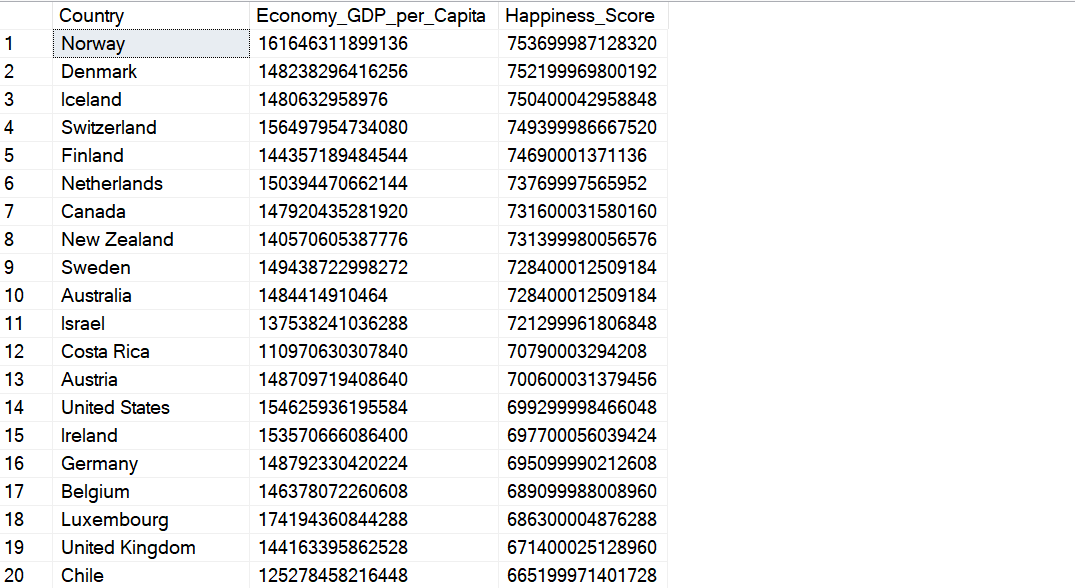 Country Economy_GDP_per_Capita Happiness_Score
1 Norway 161646311899136 753699987128320
2 Denmark 148238296416256 752199969800192
3 Iceland 1480632958976 750400042958848
4 Switzerland 156497954734080 749399986667520
5 Finland 144357189484544 74690001371136
6 Netherlands 150394470662144 73769997565952
7 Canada 147920435281920 731600031580160
8 New Zealand 140570605387776 731399980056576
9 Sweden 149438722998272 728400012509184
10 Australia 1484414910464 728400012509184
11 Israel 137538241036288 721299961806848
12 Costa Rica 110970630307840 70790003294208
13 Austria 148709719408640 700600031379456
14 United States 154625936195584 699299998466048
15 Ireland 153570666086400 697700056039424
16 Germany 148792330420224 695099990212608
17 Belgium 146378072260608 689099988008960
18 Luxembourg 174194360844288 686300004876288
19 United Kingdom 144163395862528 671400025128960
20 Chile 125278458216448 665199971401728